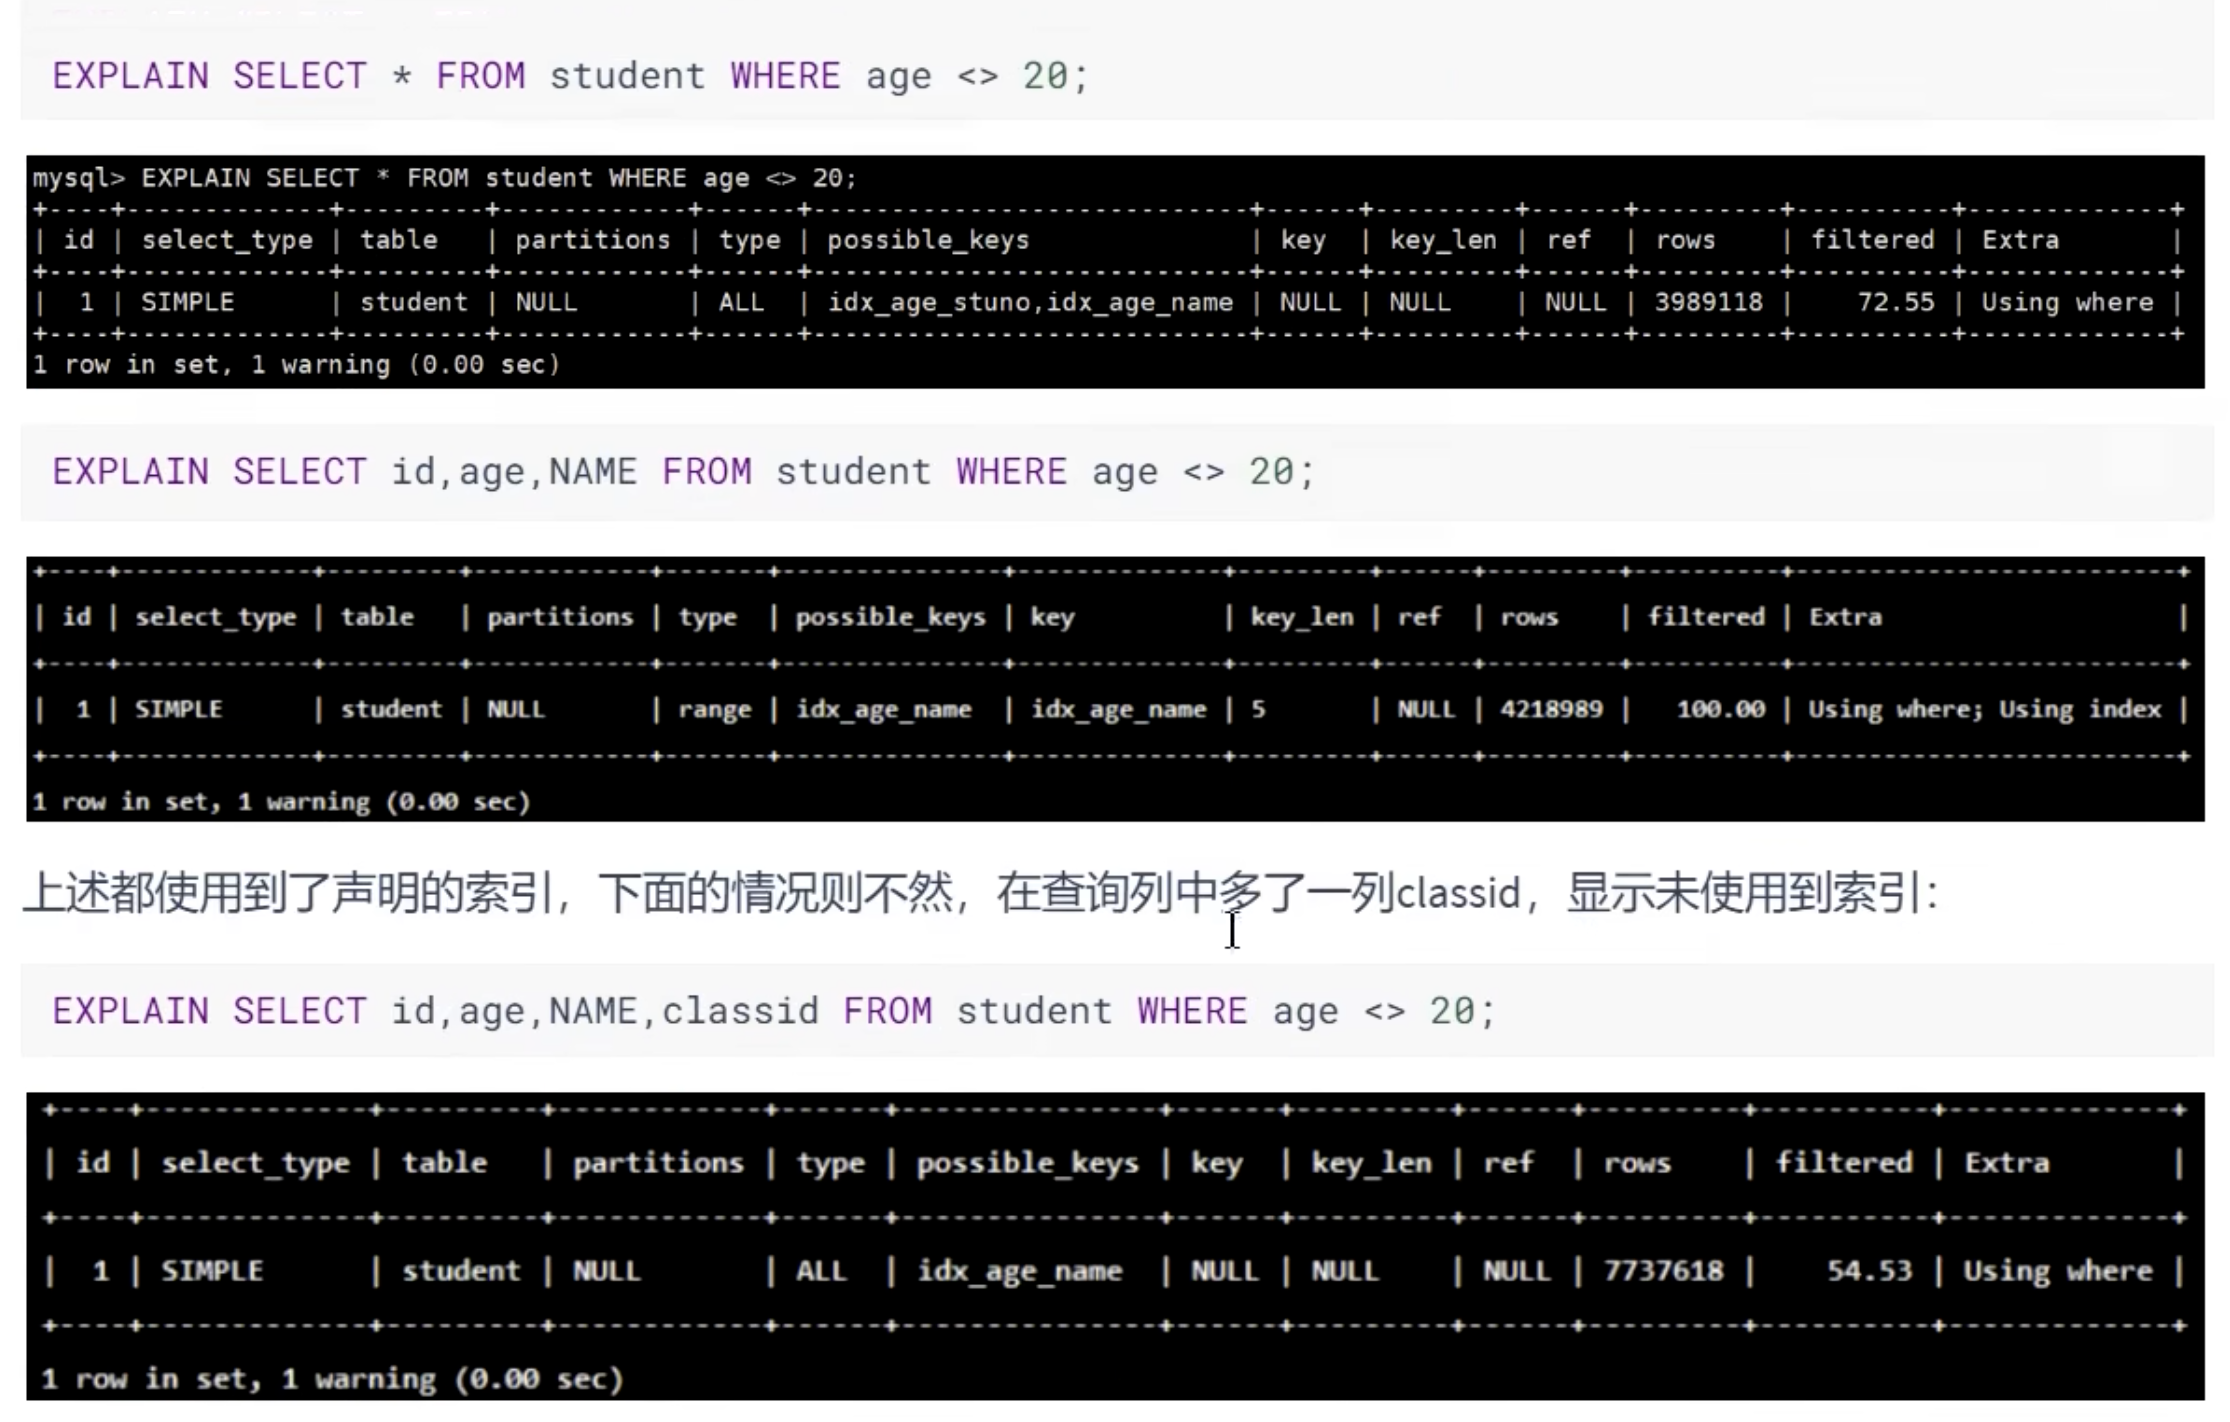 EXPLAIN SELECT * FROM student WHERE age <> 20;
mysql> EXPLAIN SELECT * FROM student WHERE age <> 20;
+----+-------------+---------+------------+------+----------------------------+------+---------+------+---------+----------+-------------+
| id | select_type | table   | partitions | type | possible_keys              | key  | key_len | ref  | rows    | filtered | Extra       |
+----+-------------+---------+------------+------+----------------------------+------+---------+------+---------+----------+-------------+
|  1 | SIMPLE      | student | NULL       | ALL  | idx_age_stuno,idx_age_name | NULL | NULL    | NULL | 3989118 |    72.55 | Using where |
+----+-------------+---------+------------+------+----------------------------+------+---------+------+---------+----------+-------------+
1 row in set, 1 warning (0.00 sec)
EXPLAIN SELECT id,age,NAME FROM student WHERE age <> 20;
+----+-------------+---------+------------+-------+---------------+--------------+---------+------+---------+----------+--------------------------+
| id | select_type | table   | partitions | type  | possible_keys | key          | key_len | ref  | rows    | filtered | Extra                    |
+----+-------------+---------+------------+-------+---------------+--------------+---------+------+---------+----------+--------------------------+
|  1 | SIMPLE      | student | NULL       | range | idx_age_name  | idx_age_name | 5       | NULL | 4218989 |   100.00 | Using where; Using index |
+----+-------------+---------+------------+-------+---------------+--------------+---------+------+---------+----------+--------------------------+
1 row in set, 1 warning (0.00 sec)
上述都使用到了声明的索引，下面的情况则不然，在查询列中多了一列classid，显示未使用到索引：
EXPLAIN SELECT id,age,NAME,classid FROM student WHERE age <> 20;
+----+-------------+---------+------------+------+---------------+------+---------+------+---------+----------+-------------+
| id | select_type | table   | partitions | type | possible_keys | key  | key_len | ref  | rows    | filtered | Extra       |
+----+-------------+---------+------------+------+---------------+------+---------+------+---------+----------+-------------+
|  1 | SIMPLE      | student | NULL       | ALL  | idx_age_name  | NULL | NULL    | NULL | 7737618 |    54.53 | Using where |
+----+-------------+---------+------------+------+---------------+------+---------+------+---------+----------+-------------+
1 row in set, 1 warning (0.00 sec)